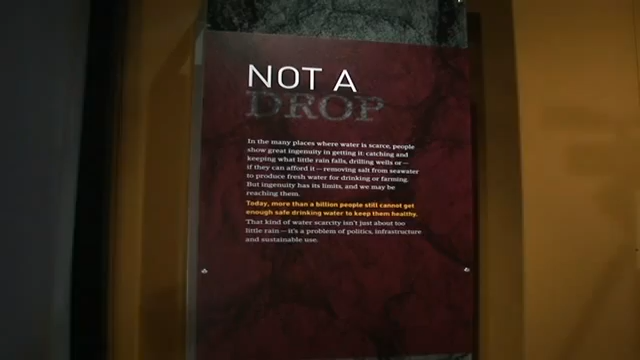 NOT A
DROP
In the many places where water is scarce, people
show great ingenuity in getting it: catching and
keeping what little rain falls, drilling wells or—
if they can afford it—removing salt from seawater
to produce fresh water for drinking or farming.
But ingenuity has its limits, and we may be
reaching them.
Today, more than a billion people still cannot get
enough safe drinking water to keep them healthy.
That kind of water scarcity isn't just about too
little rain—it's a problem of politics, infrastructure
and sustainable use.